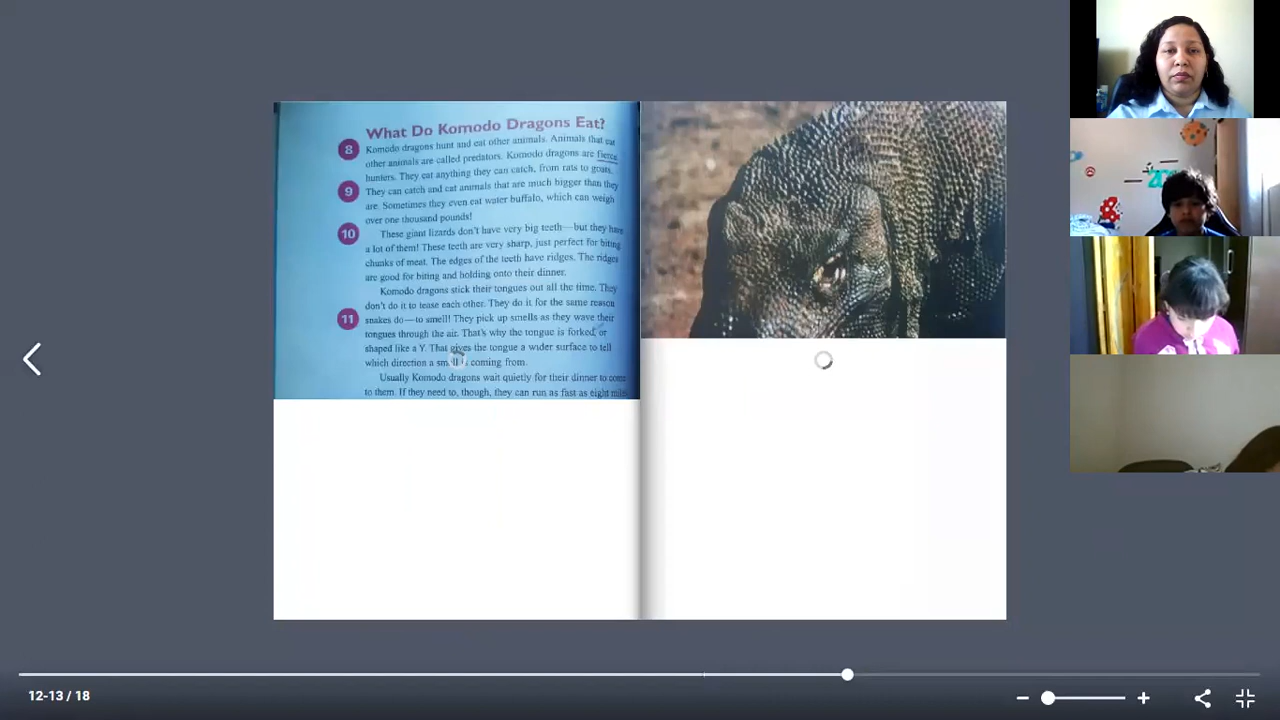 What Do Komodo Dragons Eat?
8 Komodo dragons hunt and eat other animals. Animals that eat
other animals are called predators. Komodo dragons are fierce
hunters. They eat anything they can catch, from rats to goats.
9 They can catch and eat animals that are much bigger than they
are. Sometimes they even eat water buffalo, which can weigh
over one thousand pounds!
10 These giant lizards don't have very big teeth—but they have
a lot of them! These teeth are very sharp, just perfect for biting
chunks of meat. The edges of the teeth have ridges. The ridges
are good for biting and holding onto their dinner.
Komodo dragons stick their tongues out all the time. They
don't do it to tease each other. They do it for the same reason
11 snakes do—to smell! They pick up smells as they wave their
tongues through the air. That's why the tongue is forked, or
shaped like a Y. That gives the tongue a wider surface to tell
which direction a smell is coming from.
Usually Komodo dragons wait quietly for their dinner to come
to them. If they need to, though, they can run as fast as eight miles
12-13 / 18